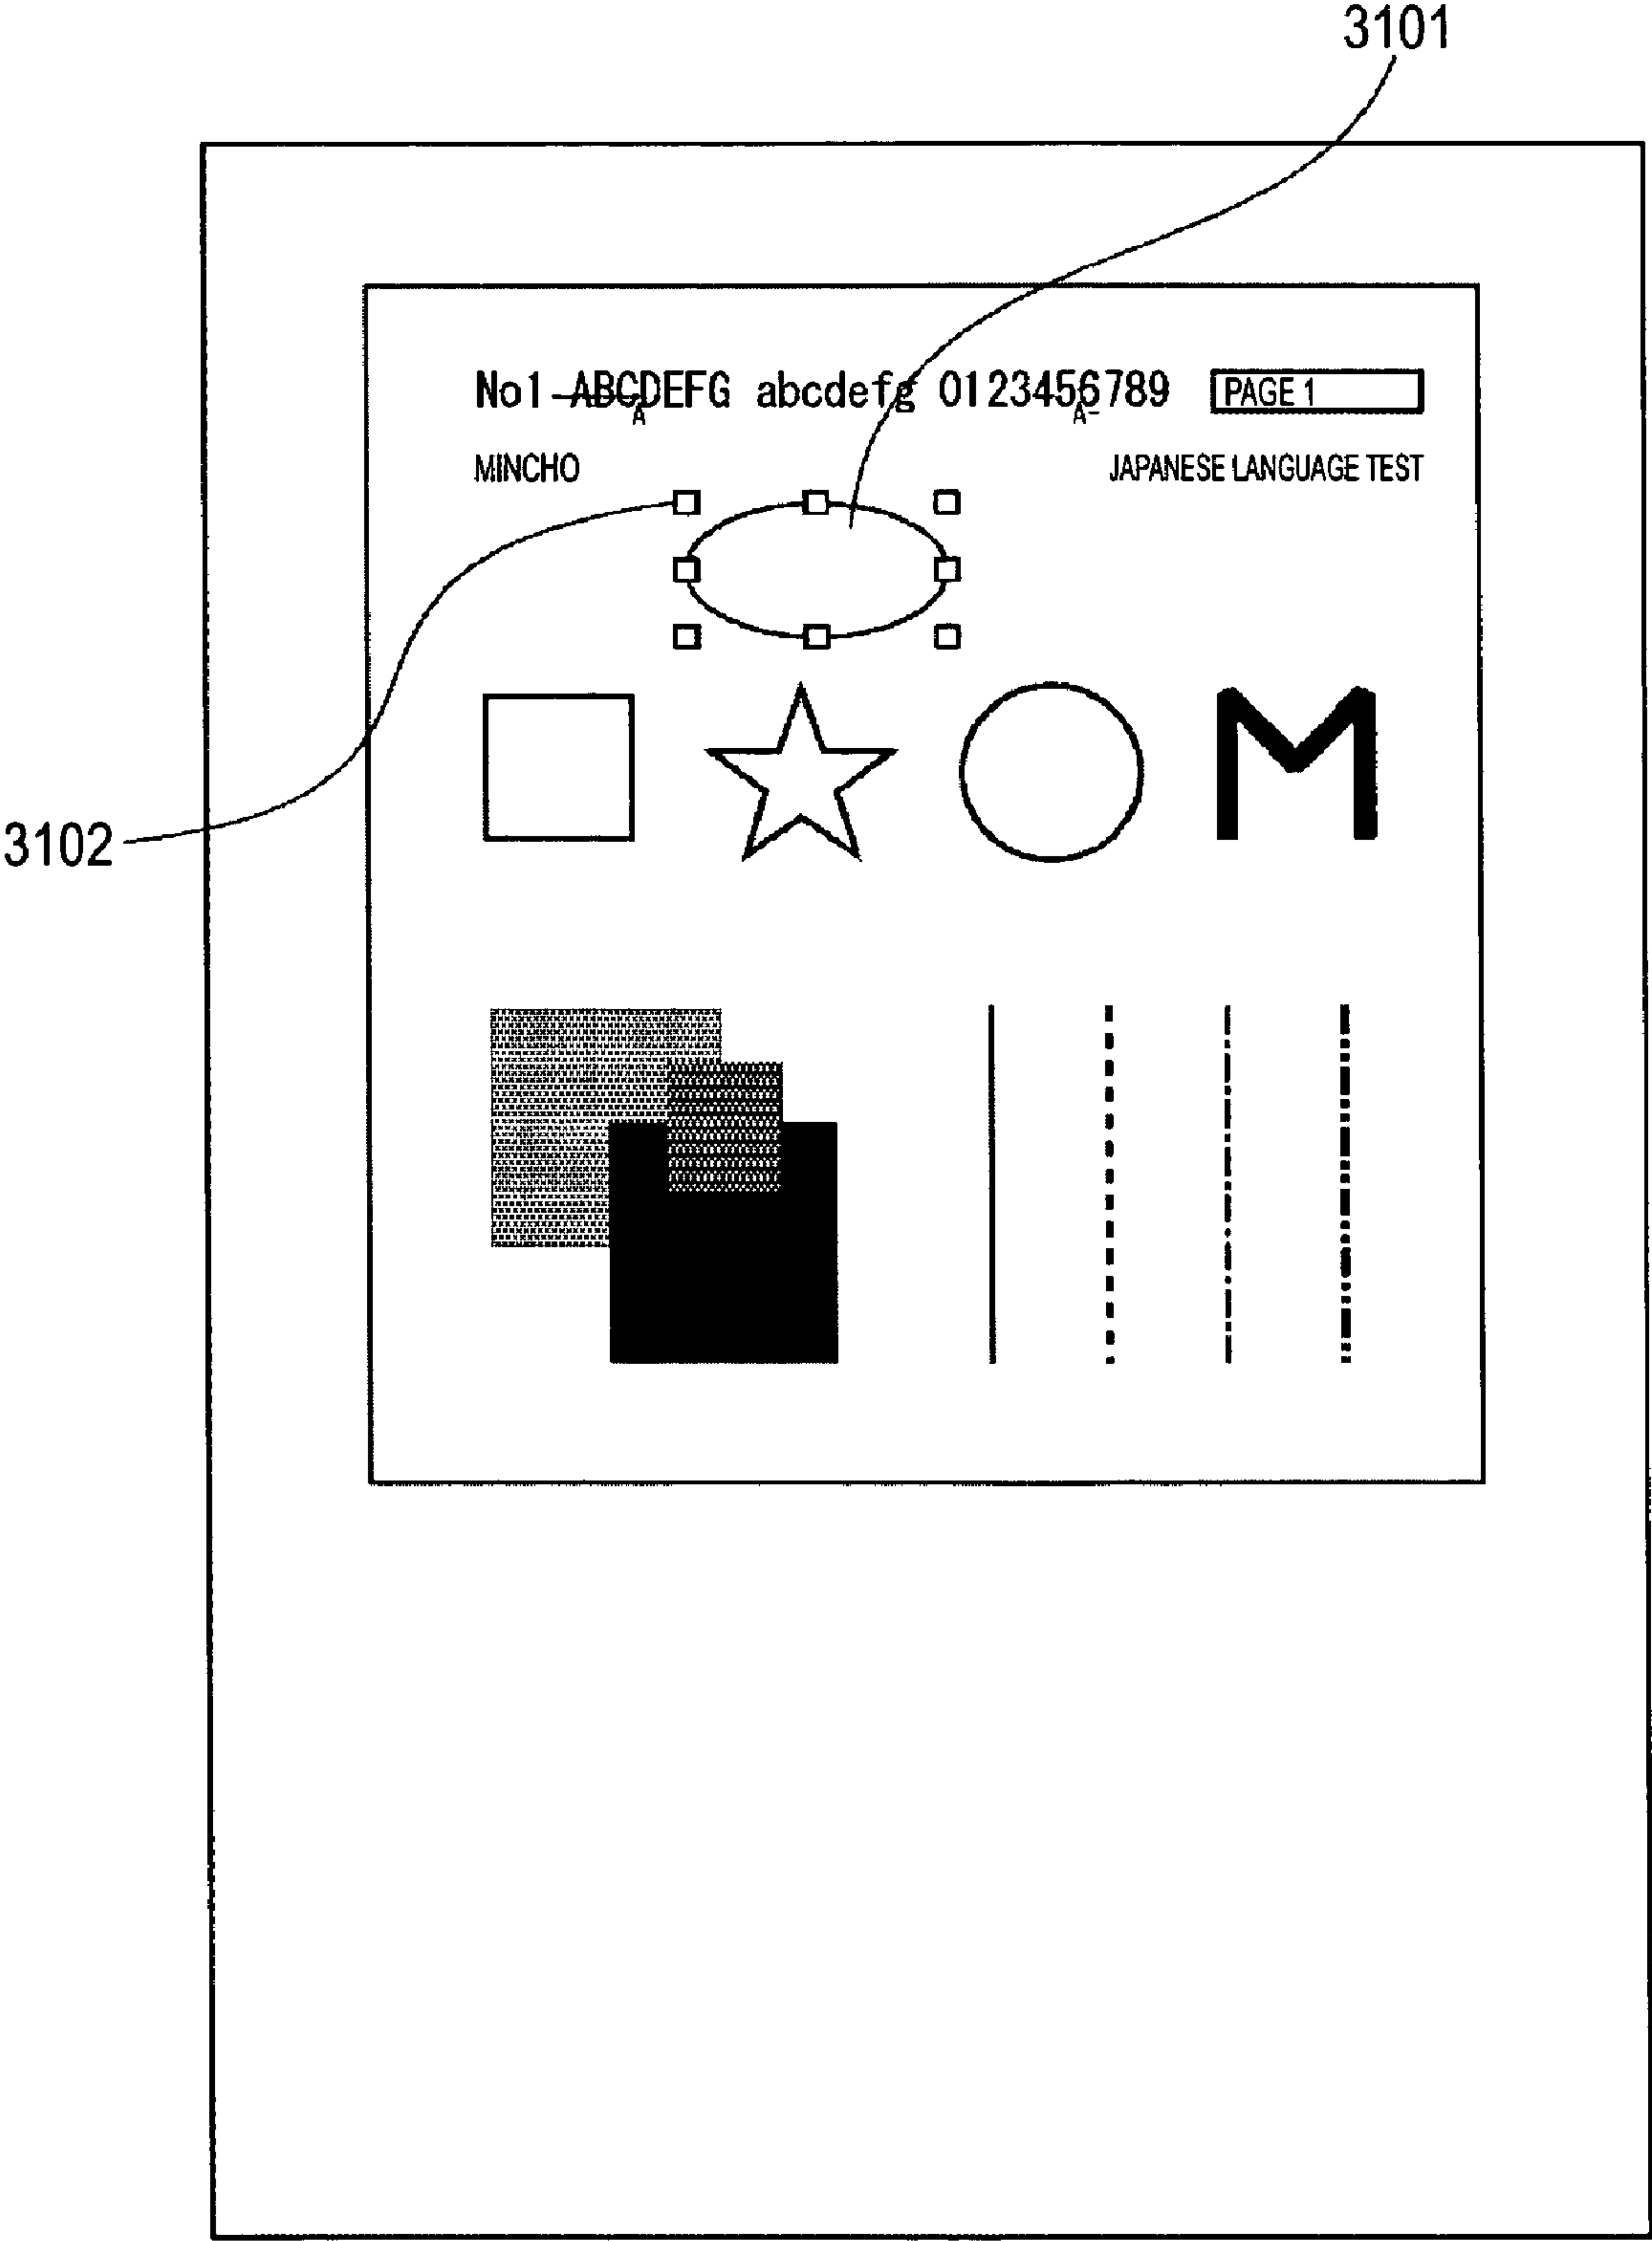 3101
No1 ABCDEFG abcdefg 0123456789 PAGE 1
A A-
MINCHO JAPANESE LANGUAGE TEST
M
3102